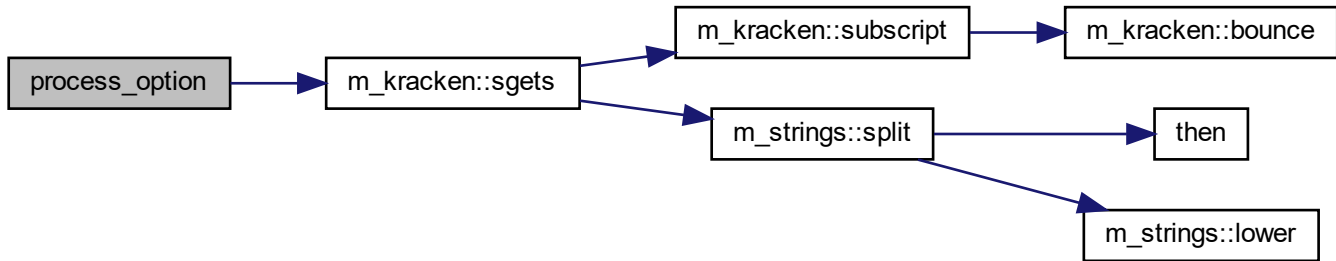 process_option
m_kracken::sgets
m_kracken::subscript
m_kracken::bounce
m_strings::split
then
m_strings::lower